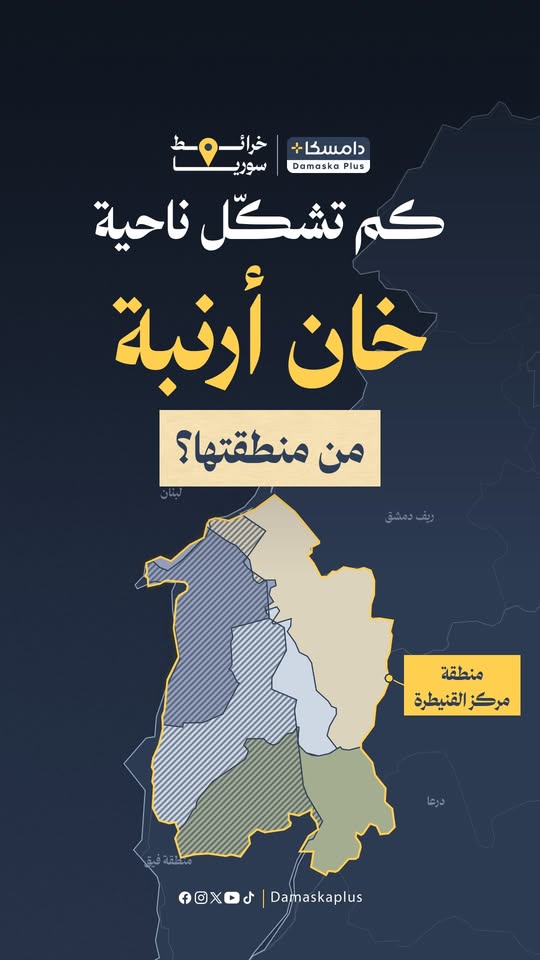 خرائط سوريا
دامسكا
Damaska Plus
كم تشكّل ناحية
خان أرنبة
من منطقتها؟
لبنان
ريف دمشق
منطقة
مركز القنيطرة
درعا
منطقة فيق
Damaskaplus